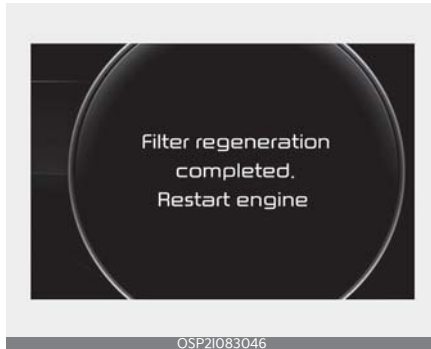 Filter regeneration
completed.
Restart engine
OSP2I083046